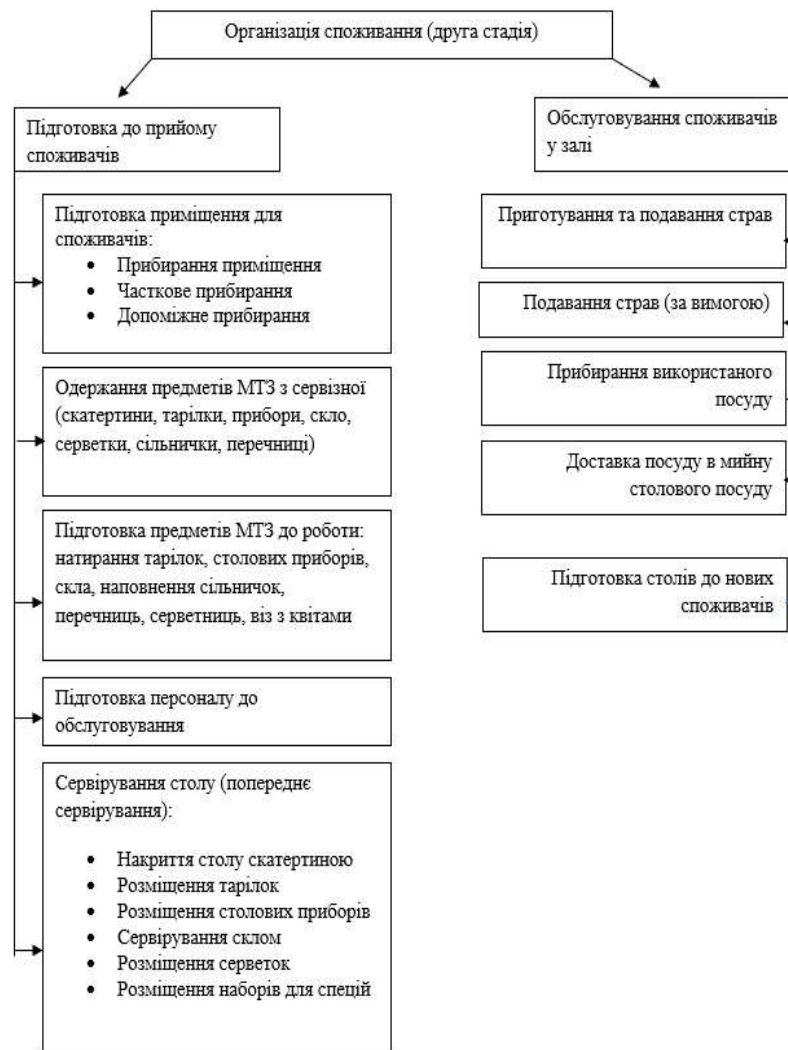 Організація споживання (друга стадія)
Підготовка до прийому
споживачів
Підготовка приміщення для
споживачів:
• Прибирання приміщення
• Часткове прибирання
• Допоміжне прибирання
Одержання предметів МТЗ з сервізної
(скатертини, тарілки, прибори, скло,
серветки, сільнички, перечниці)
Підготовка предметів МТЗ до роботи:
натирання тарілок, столових приборів,
скла, наповнення сільничок,
перечниць, серветниць, віз з квітами
Підготовка персоналу до
обслуговування
Сервірування столу (попереднє
сервірування):
• Накриття столу скатертиною
• Розміщення тарілок
• Розміщення столових приборів
• Сервірування склом
• Розміщення серветок
• Розміщення наборів для спецій
Обслуговування споживачів
у залі
Приготування та подавання страв
Подавання страв (за вимогою)
Прибирання використаного
посуду
Доставка посуду в мийну
столового посуду
Підготовка столів до нових
споживачів